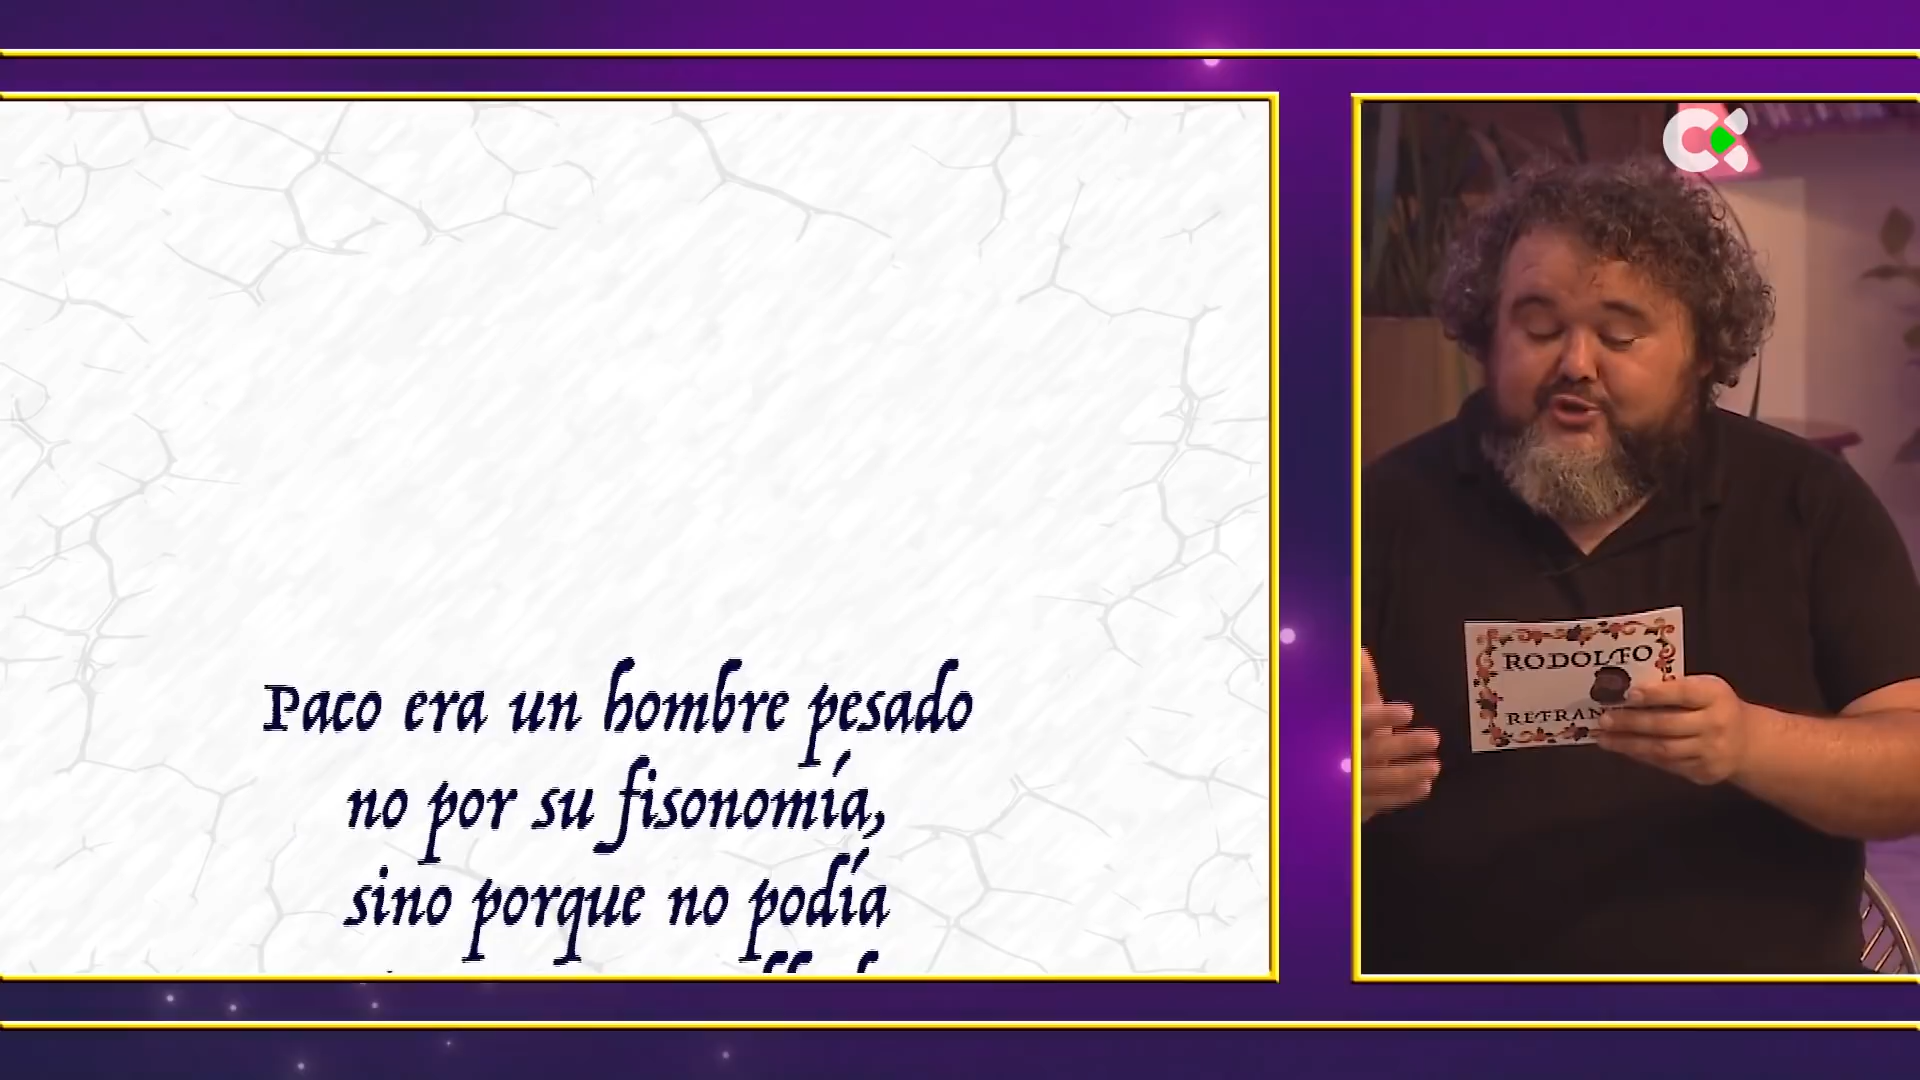 Paco era un hombre pesado
no por su fisonomía,
sino porque no podía
RODOLFO